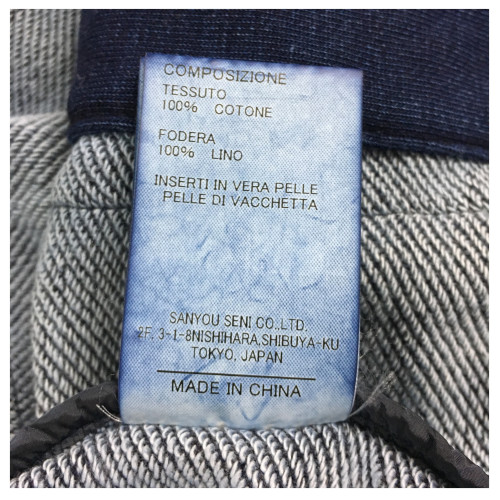 COMPOSIZIONE
TESSUTO
100% COTONE
FODERA
100% LINO
INSERTI IN VERA PELLE
PELLE DI VACCHETTA
SANYOU SENI CO.,LTD.
2F, 3-1-8NISHIHARA,SHIBUYA-KU
TOKYO, JAPAN
MADE IN CHINA